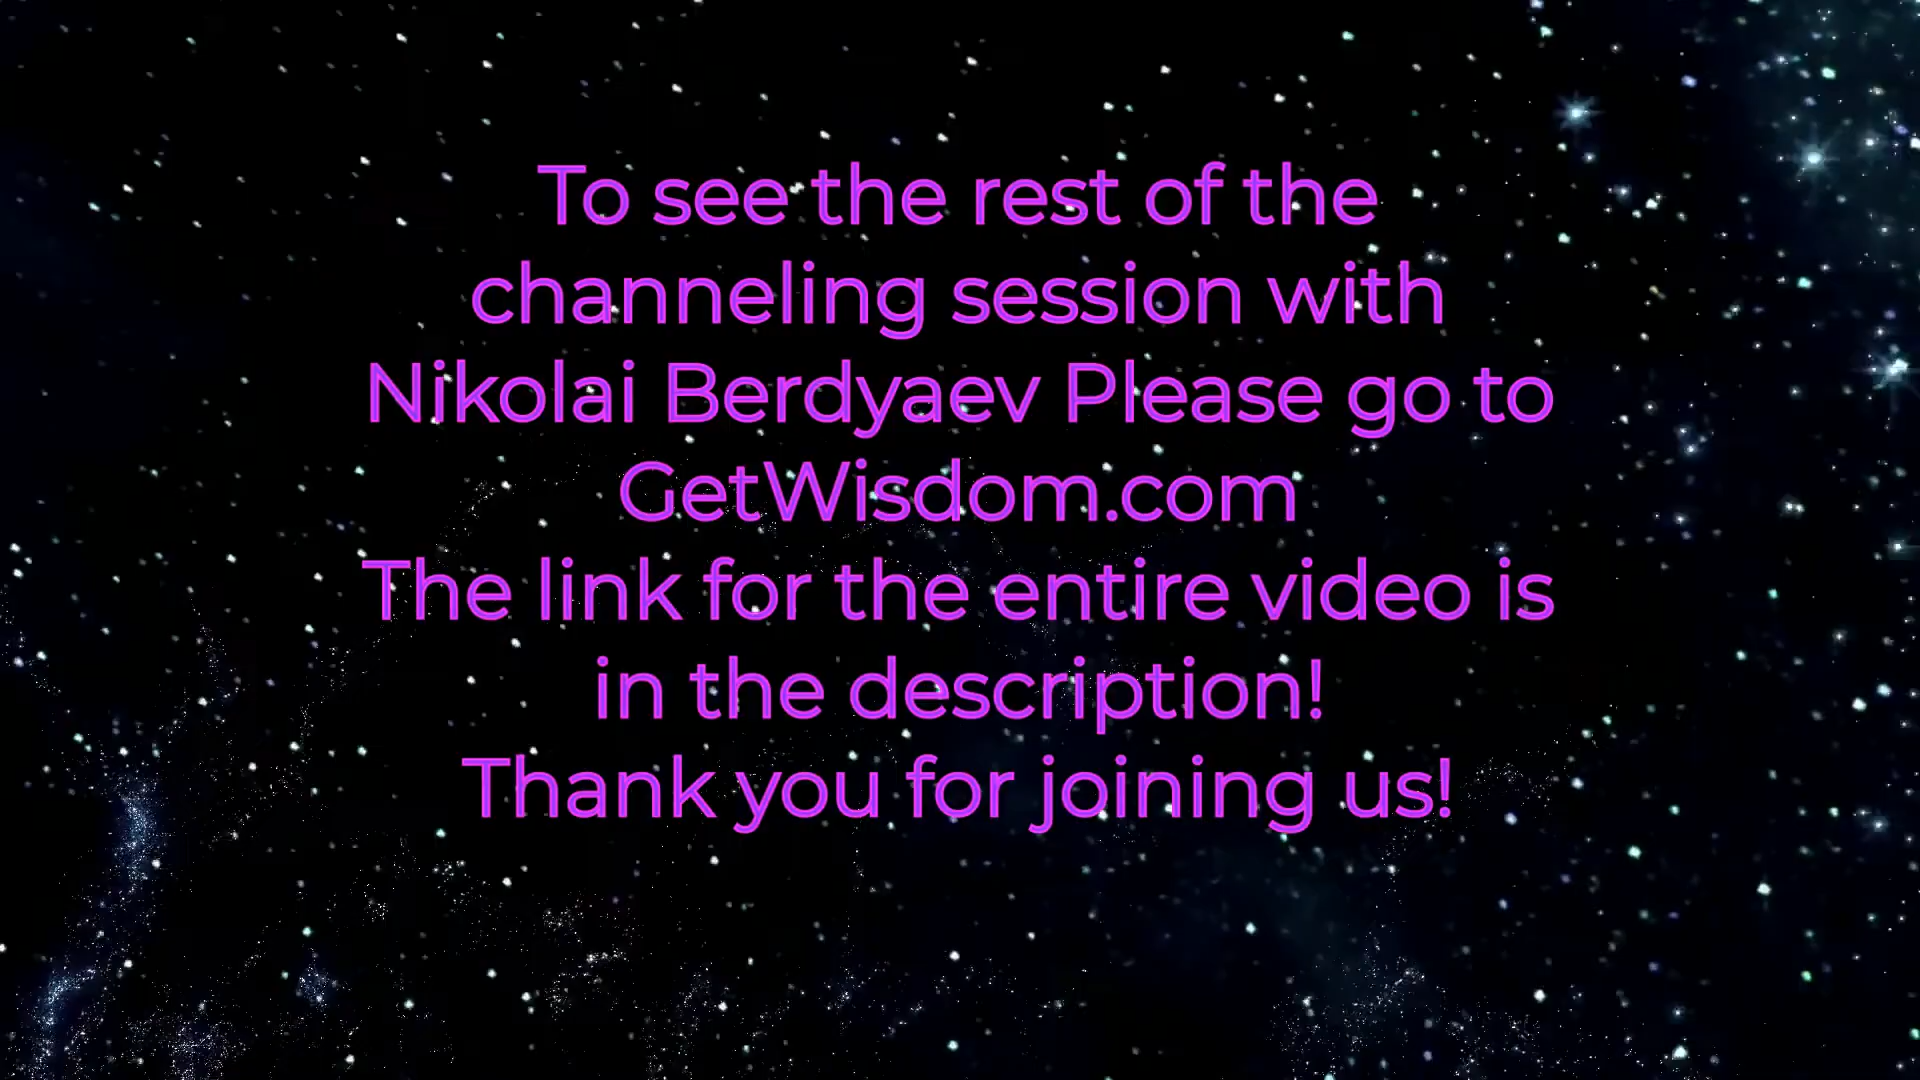 To see the rest of the
channeling session with
Nikolai Berdyaev Please go to
GetWisdom.com
The link for the entire video is
in the description!
Thank you for joining us!